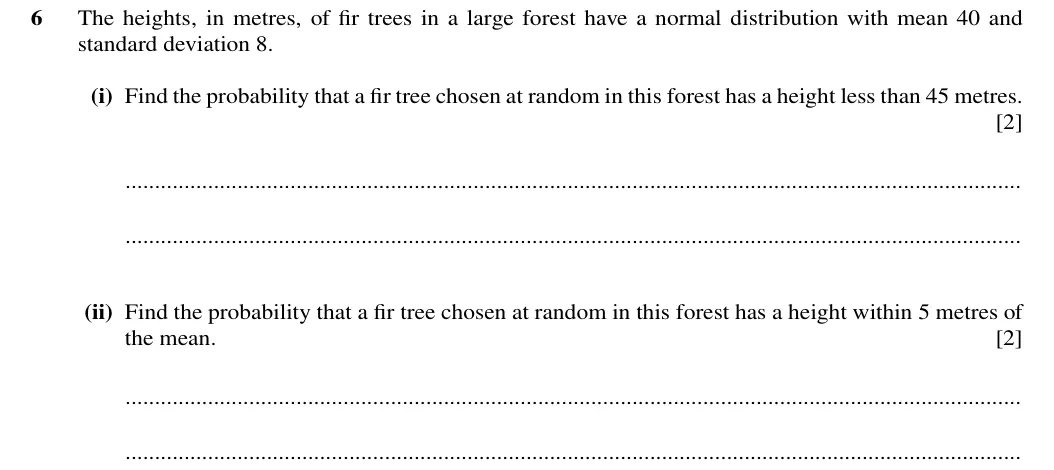 6 The heights, in metres, of fir trees in a large forest have a normal distribution with mean 40 and
standard deviation 8.
(i) Find the probability that a fir tree chosen at random in this forest has a height less than 45 metres.
[2]
(ii) Find the probability that a fir tree chosen at random in this forest has a height within 5 metres of
the mean. [2]